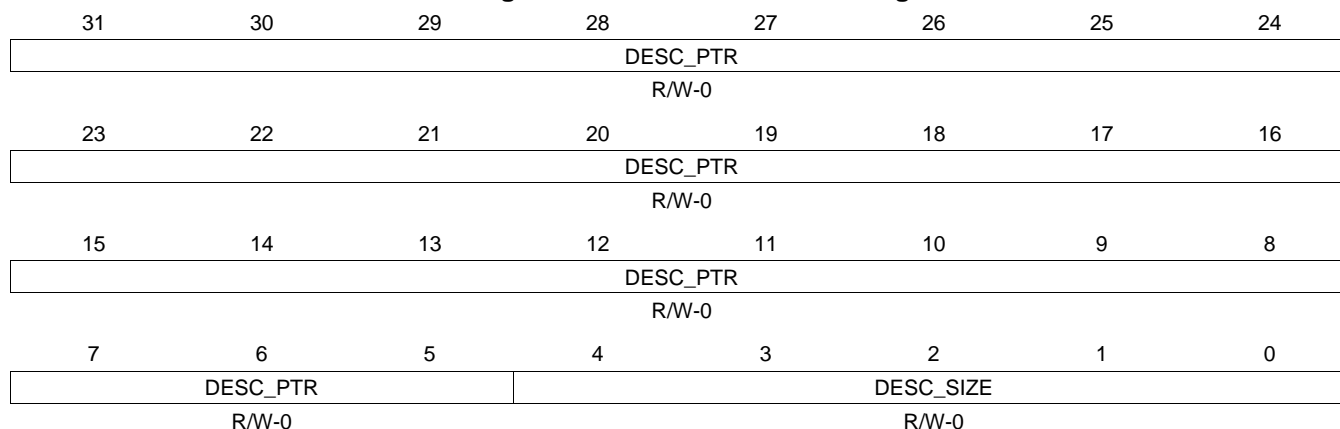 31 30 29 28 27 26 25 24
DESC_PTR
R/W-0
23 22 21 20 19 18 17 16
DESC_PTR
R/W-0
15 14 13 12 11 10 9 8
DESC_PTR
R/W-0
7 6 5 4 3 2 1 0
DESC_PTR DESC_SIZE
R/W-0 R/W-0